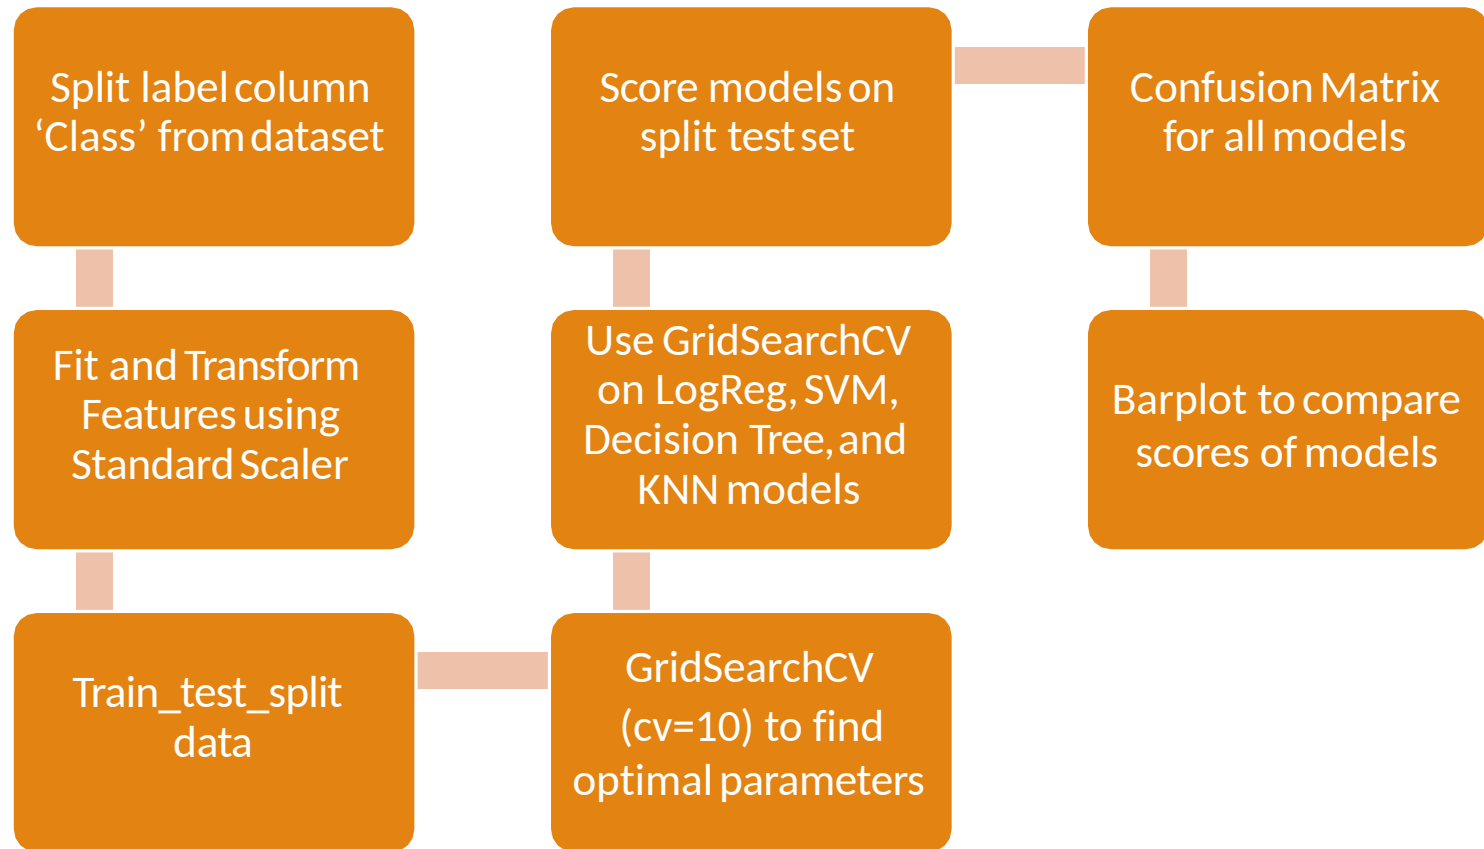 Split label column
‘Class’ from dataset
Fit and Transform
Features using
Standard Scaler
Train_test_split
data
GridSearchCV
(cv=10) to find
optimal parameters
Use GridSearchCV
on LogReg, SVM,
Decision Tree, and
KNN models
Score models on
split test set
Confusion Matrix
for all models
Barplot to compare
scores of models